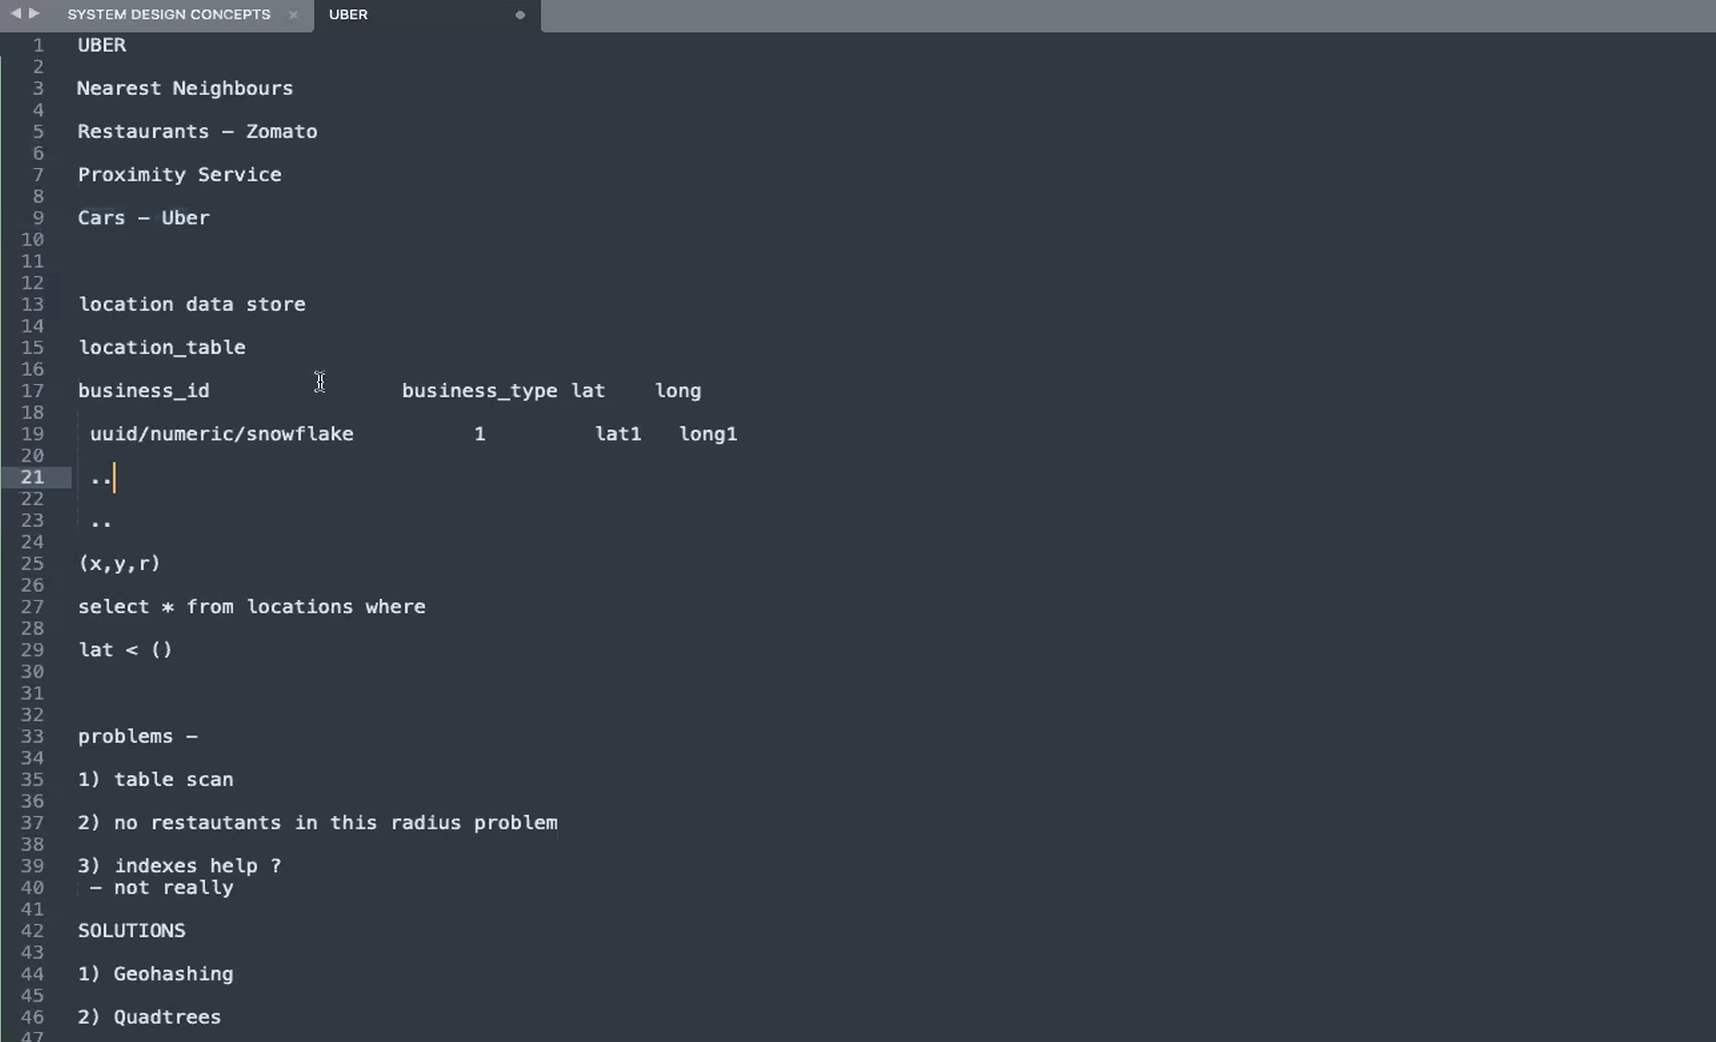 SYSTEM DESIGN CONCEPTS × UBER
1 UBER
2
3 Nearest Neighbours
4
5 Restaurants – Zomato
6
7 Proximity Service
8
9 Cars – Uber
10
11
12
13 location data store
14
15 location_table
16
17 business_id business_type lat long
18
19 uuid/numeric/snowflake 1 lat1 long1
20
21 ..
22
23 ..
24
25 (x,y,r)
26
27 select * from locations where
28
29 lat < ()
30
31
32
33 problems –
34
35 1) table scan
36
37 2) no restautants in this radius problem
38
39 3) indexes help ?
40 – not really
41
42 SOLUTIONS
43
44 1) Geohashing
45
46 2) Quadtrees
47